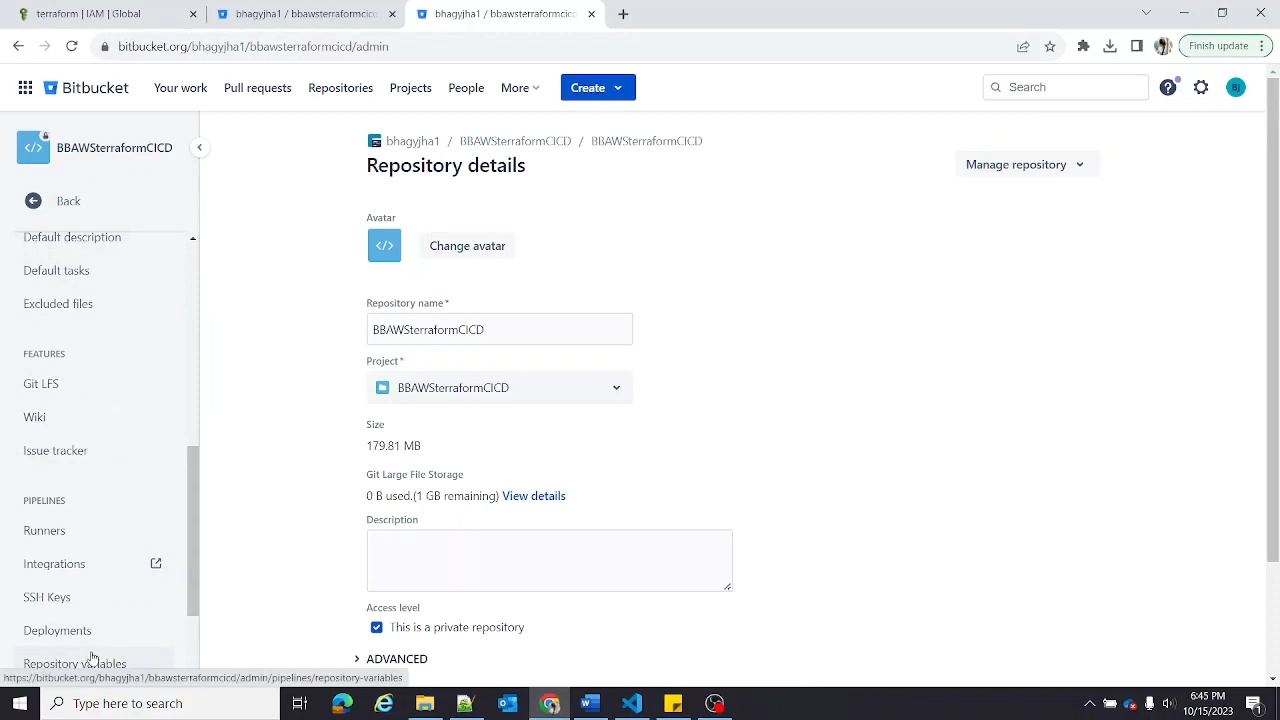 terraform | IAM | Global
bhagyjha1 / bbawsterraformcicd
bhagyjha1 / bbawsterraformcicd
bitbucket.org/bhagyjha1/bbawsterraformcicd/admin
Finish update
Bitbucket
Your work
Pull requests
Repositories
Projects
People
More
Create
Search
BJ
BBAWSterraformCICD
Back
Default description
Default tasks
Excluded files
FEATURES
Git LFS
Wiki
Issue tracker
PIPELINES
Runners
Integrations
SSH Keys
Deployments
Repository variables
https://bitbucket.org/bhagyjha1/bbawsterraformcicd/admin/pipelines/repository-variables
bhagyjha1 / BBAWSterraformCICD / BBAWSterraformCICD
Repository details
Manage repository
Avatar
Change avatar
Repository name*
BBAWSterraformCICD
Project*
BBAWSterraformCICD
Size
179.81 MB
Git Large File Storage
0 B used.(1 GB remaining) View details
Description
Access level
This is a private repository
ADVANCED
Type here to search
6:45 PM
10/15/2023